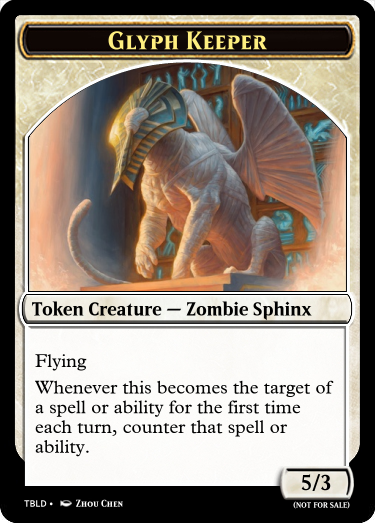 Glyph Keeper
Token Creature — Zombie Sphinx
Flying
Whenever this becomes the target of
a spell or ability for the first time
each turn, counter that spell or
ability.
5/3
TBLD • Zhou Chen
(NOT FOR SALE)